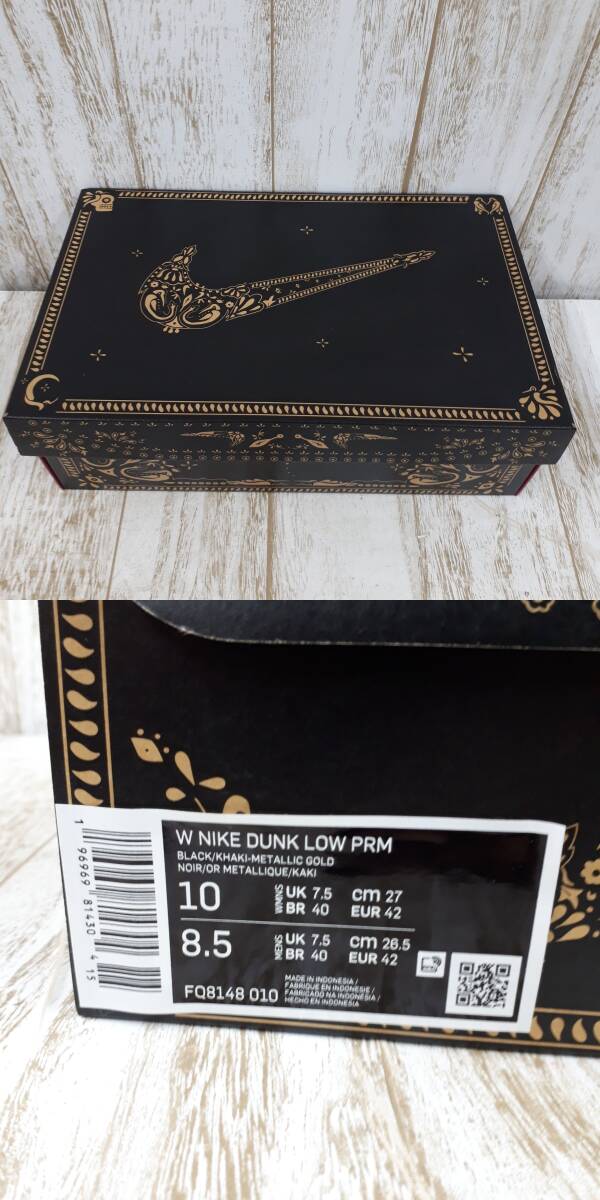 W NIKE DUNK LOW PRM
BLACK/KHAKI-METALLIC GOLD
NOIR/OR METALLIQUE/KAKI
10 WMNS UK 7.5 cm 27
BR 40 EUR 42
8.5 MENS UK 7.5 cm 26.5
BR 40 EUR 42
FQ8148 010
MADE IN INDONESIA /
FABRIQUE EN INDONESIE /
FABRICADO NA INDONESIA /
HECHO EN INDONESIA
1 96969 81430 4 15